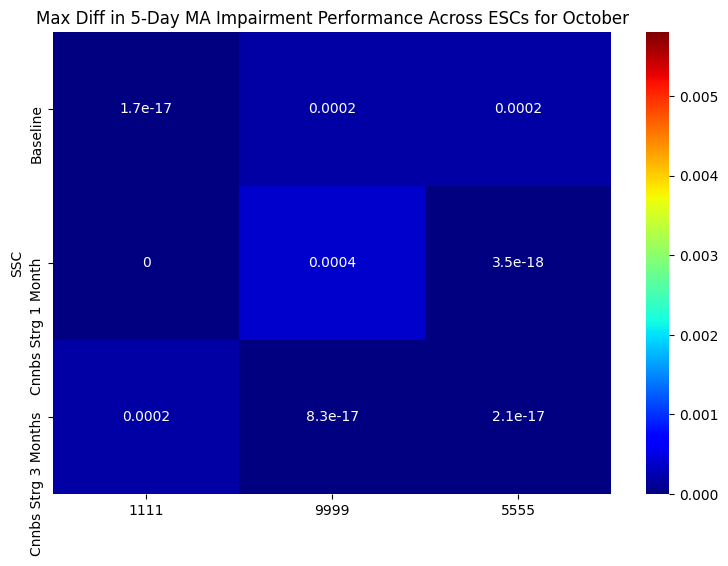 Max Diff in 5-Day MA Impairment Performance Across ESCs for October
SSC
Baseline
1.7e-17 0.0002 0.0002
Cnnbs Strg 1 Month
0 0.0004 3.5e-18
Cnnbs Strg 3 Months
0.0002 8.3e-17 2.1e-17
1111 9999 5555
0.005
0.004
0.003
0.002
0.001
0.000